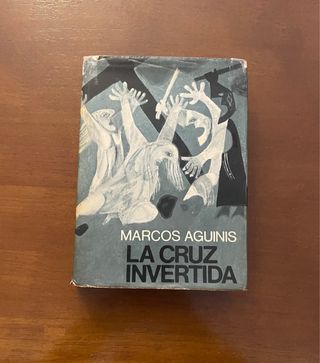 MARCOS AGUINIS
LA CRUZ
INVERTIDA